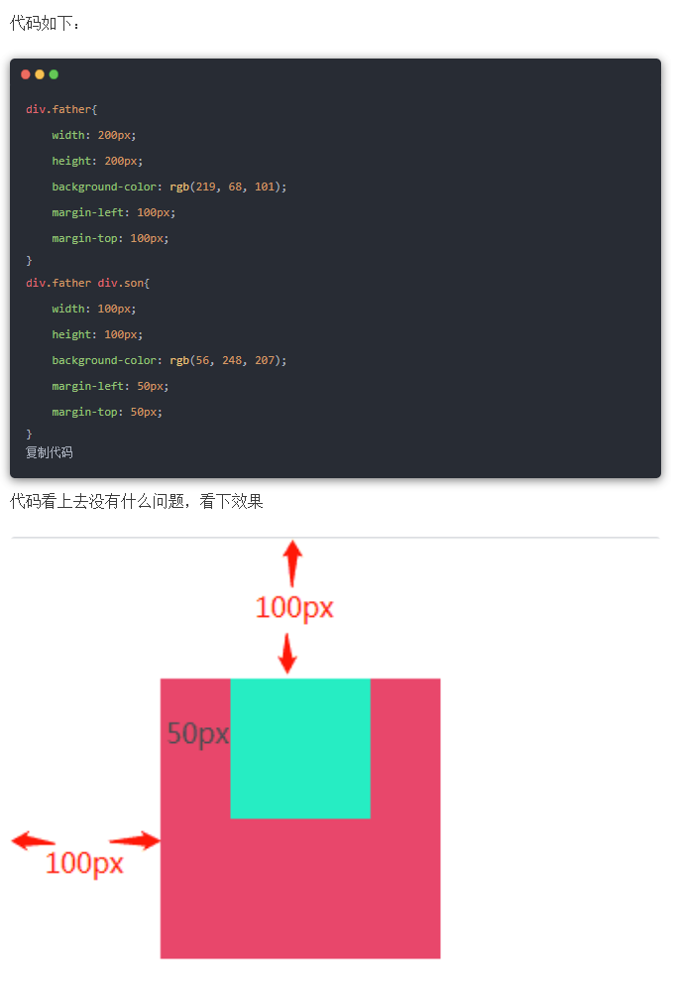 代码如下:
div.father{
width: 200px;
height: 200px;
background-color: rgb(219, 68, 101);
margin-left: 100px;
margin-top: 100px;
}
div.father div.son{
width: 100px;
height: 100px;
background-color: rgb(56, 248, 207);
margin-left: 50px;
margin-top: 50px;
}
复制代码
代码看上去没有什么问题，看下效果
100px
50px
100px